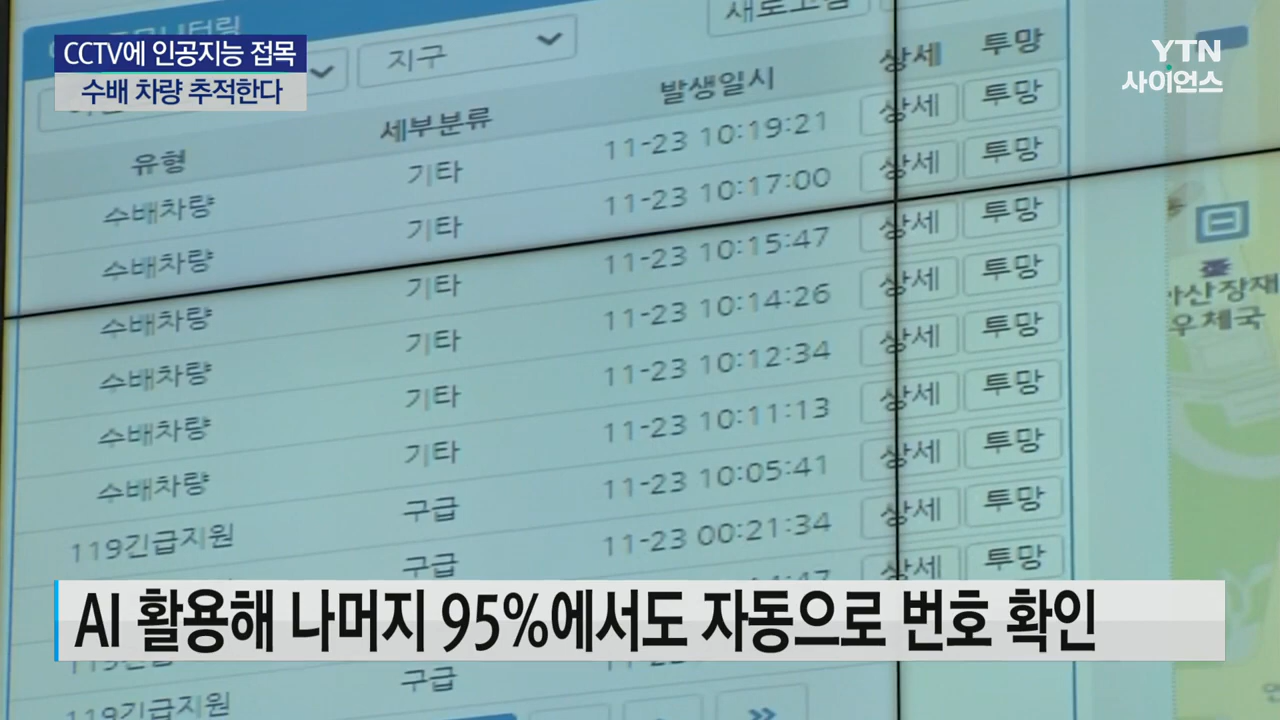 CCTV에 인공지능 접목
수배 차량 추적한다
YTN
사이언스
새로고침
지구
유형 세부분류 발생일시 상세 투망
수배차량 기타 11-23 10:19:21 상세 투망
수배차량 기타 11-23 10:17:00 상세 투망
수배차량 기타 11-23 10:15:47 상세 투망
수배차량 기타 11-23 10:14:26 상세 투망
수배차량 기타 11-23 10:12:34 상세 투망
수배차량 기타 11-23 10:11:13 상세 투망
119긴급지원 구급 11-23 10:05:41 상세 투망
구급 11-23 00:21:34 상세 투망
상세 투망
구급
119긴급지원
»
우체국
AI 활용해 나머지 95%에서도 자동으로 번호 확인